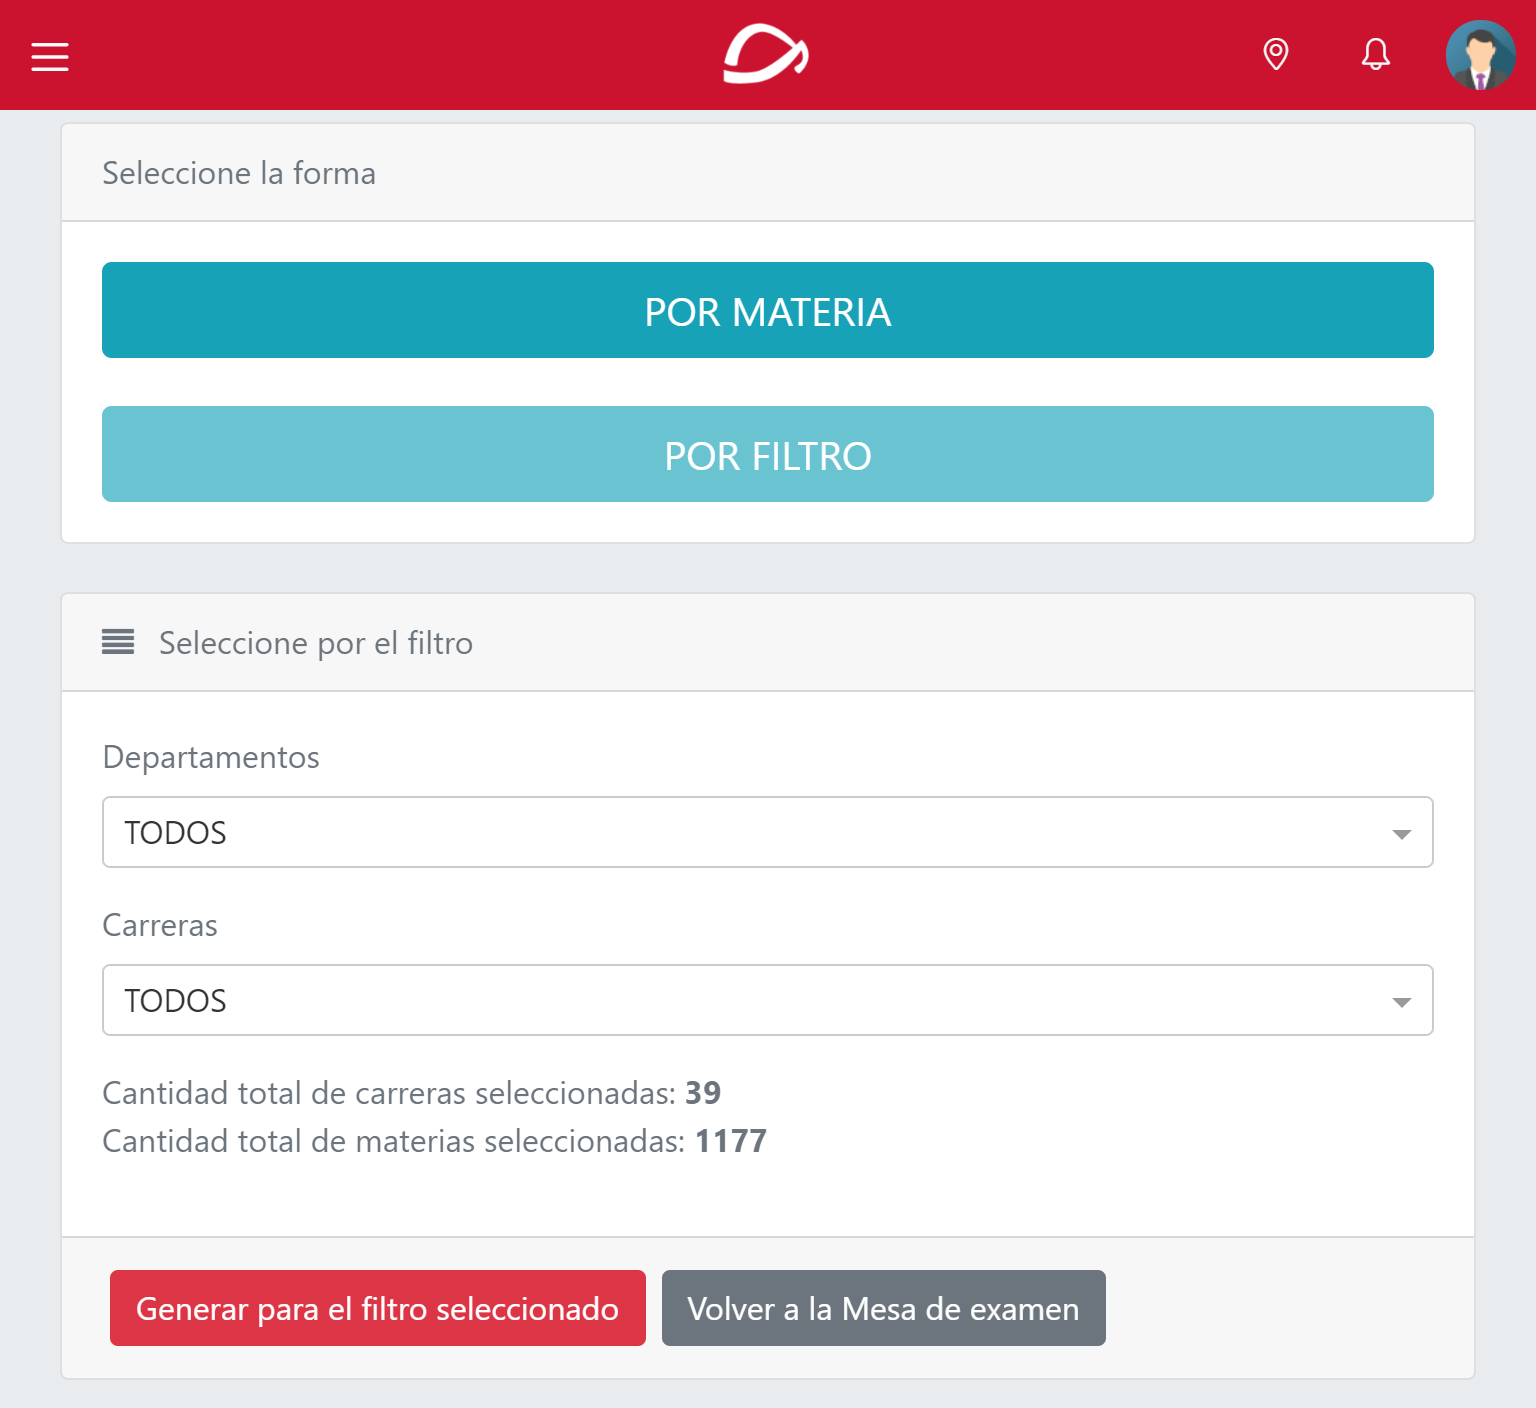 Seleccione la forma
POR MATERIA
POR FILTRO
Seleccione por el filtro
Departamentos
TODOS
Carreras
TODOS
Cantidad total de carreras seleccionadas: 39
Cantidad total de materias seleccionadas: 1177
Generar para el filtro seleccionado
Volver a la Mesa de examen